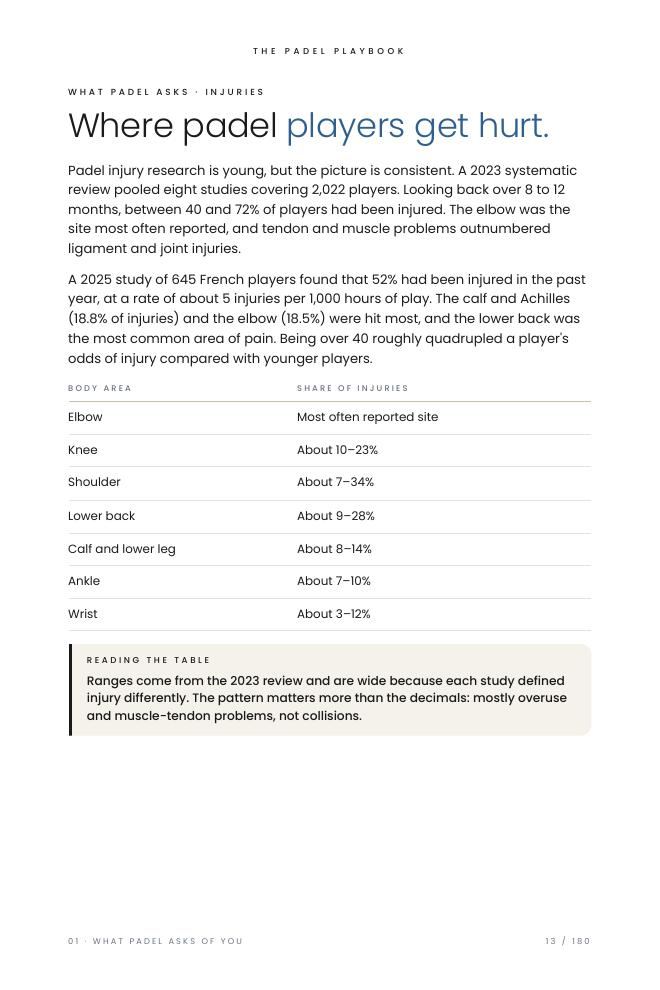 THE PADEL PLAYBOOK
WHAT PADEL ASKS · INJURIES
Where padel players get hurt.
Padel injury research is young, but the picture is consistent. A 2023 systematic
review pooled eight studies covering 2,022 players. Looking back over 8 to 12
months, between 40 and 72% of players had been injured. The elbow was the
site most often reported, and tendon and muscle problems outnumbered
ligament and joint injuries.
A 2025 study of 645 French players found that 52% had been injured in the past
year, at a rate of about 5 injuries per 1,000 hours of play. The calf and Achilles
(18.8% of injuries) and the elbow (18.5%) were hit most, and the lower back was
the most common area of pain. Being over 40 roughly quadrupled a player's
odds of injury compared with younger players.
BODY AREA SHARE OF INJURIES
Elbow Most often reported site
Knee About 10–23%
Shoulder About 7–34%
Lower back About 9–28%
Calf and lower leg About 8–14%
Ankle About 7–10%
Wrist About 3–12%
READING THE TABLE
Ranges come from the 2023 review and are wide because each study defined
injury differently. The pattern matters more than the decimals: mostly overuse
and muscle-tendon problems, not collisions.
01 · WHAT PADEL ASKS OF YOU 13 / 180